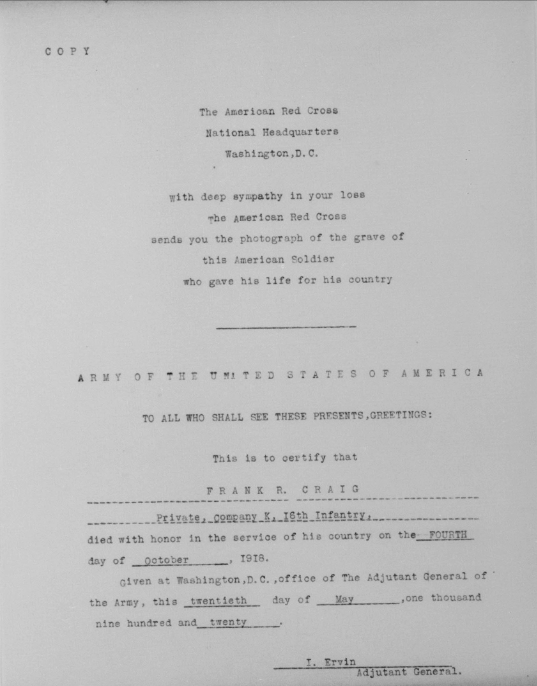 C O P Y
The American Red Cross
National Headquarters
Washington,D.C.
with deep sympathy in your loss
The American Red Cross
sends you the photograph of the grave of
this American Soldier
who gave his life for his country
A R M Y O F T H E U N I T E D S T A T E S O F A M E R I C A
TO ALL WHO SHALL SEE THESE PRESENTS,GREETINGS:
This is to certify that
F R A N K R. C R A I G
Private, company K, I6th Infantry,
died with honor in the service of his country on the FOURTH
day of October, I9I8.
Given at Washington,D.C.,office of The Adjutant General of
the Army, this twentieth day of May,one thousand
nine hundred and twenty.
I. Ervin
Adjutant General.